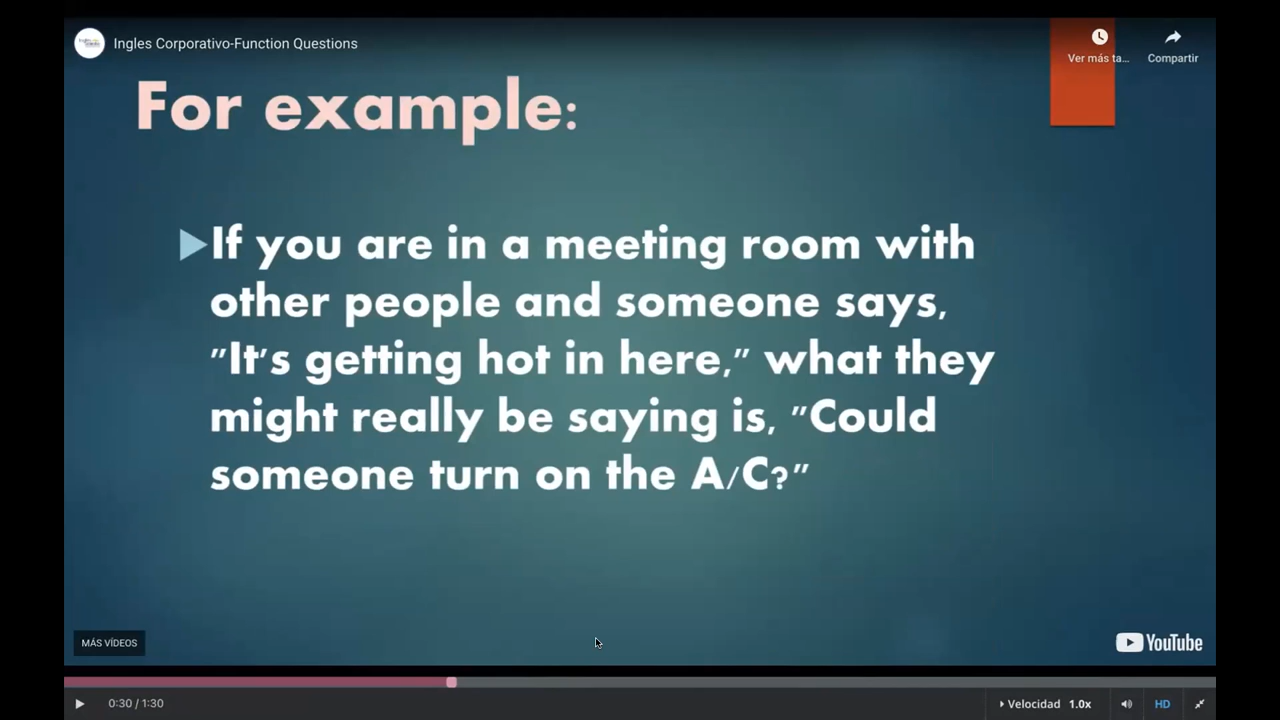 Ingles Corporativo-Function Questions
Ver más ta...
Compartir
For example:
If you are in a meeting room with
other people and someone says,
"It's getting hot in here," what they
might really be saying is, "Could
someone turn on the A/C?"
MÁS VÍDEOS
YouTube
0:30 / 1:30
Velocidad 1.0x
HD